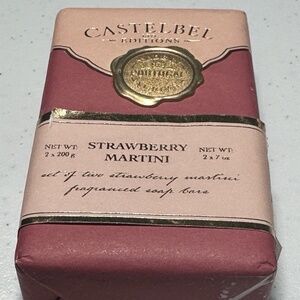 CASTELBEL
EDITIONS
PORTUGAL
NET WT: STRAWBERRY NET WT:
2 x 200 g MARTINI 2 x 7 oz
set of two strawberry martini
fragranced soap bars